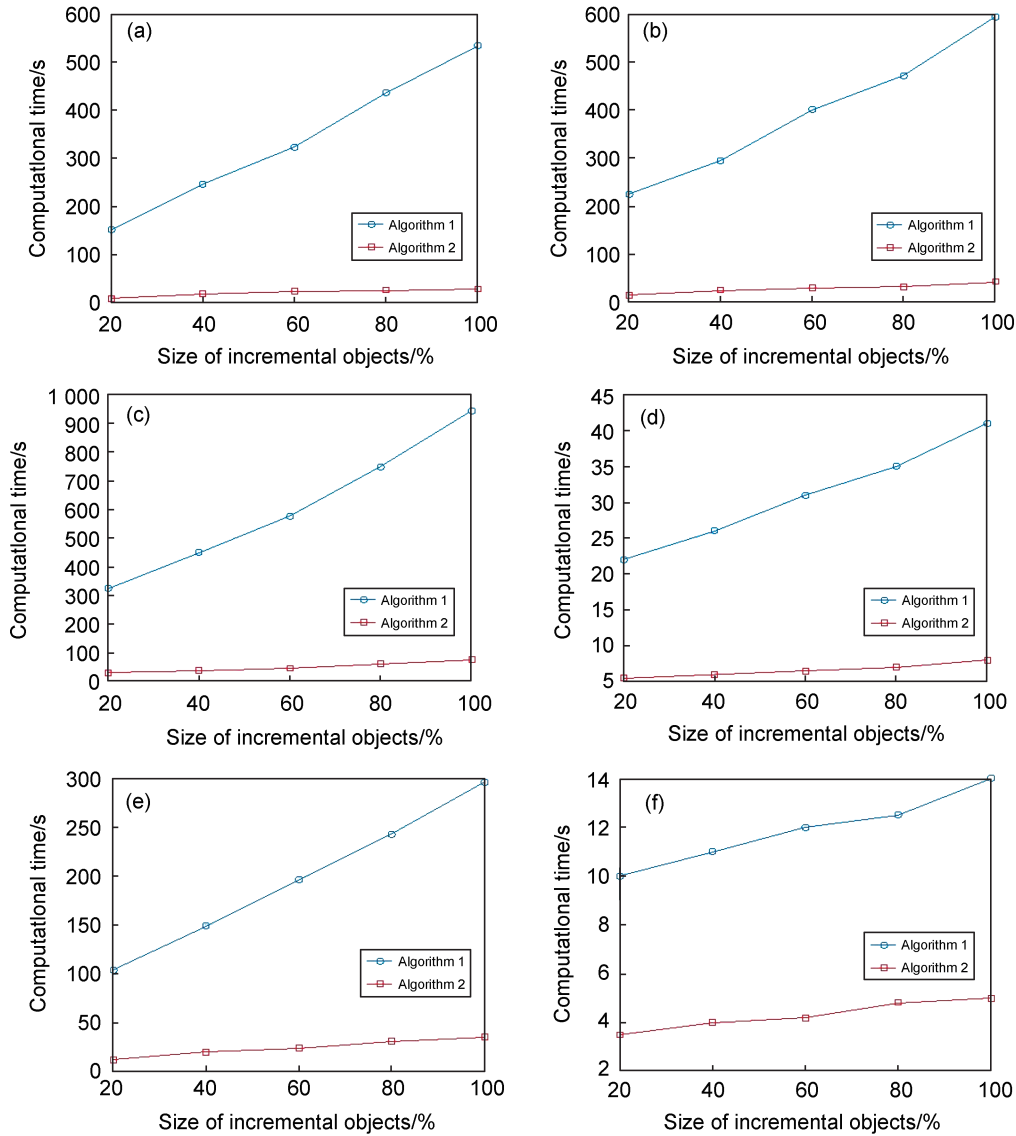 (a)
Computational time/s
600
500
400
300
200
100
0
20 40 60 80 100
Size of incremental objects/%
Algorithm 1
Algorithm 2
(b)
Computational time/s
600
500
400
300
200
100
0
20 40 60 80 100
Size of incremental objects/%
Algorithm 1
Algorithm 2
(c)
Computational time/s
1 000
900
800
700
600
500
400
300
200
100
0
20 40 60 80 100
Size of incremental objects/%
Algorithm 1
Algorithm 2
(d)
Computational time/s
45
40
35
30
25
20
15
10
5
20 40 60 80 100
Size of incremental objects/%
Algorithm 1
Algorithm 2
(e)
Computational time/s
300
250
200
150
100
50
0
20 40 60 80 100
Size of incremental objects/%
Algorithm 1
Algorithm 2
(f)
Computational time/s
14
12
10
8
6
4
2
20 40 60 80 100
Size of incremental objects/%
Algorithm 1
Algorithm 2